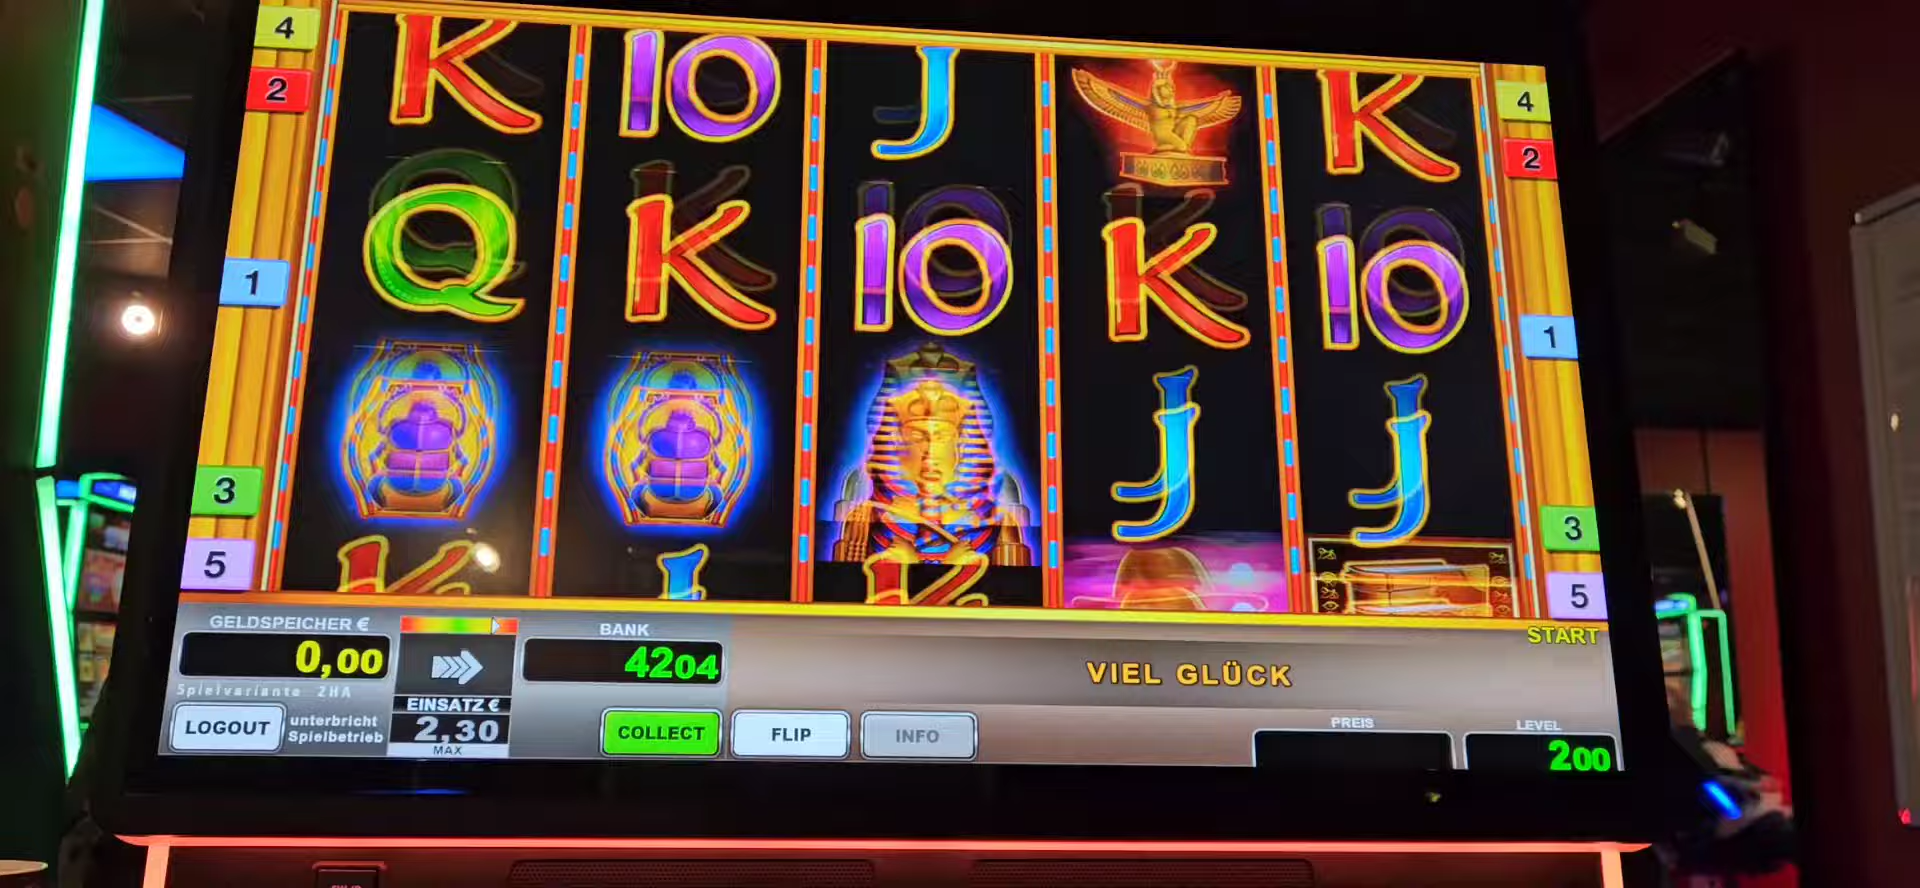 4 K 10 J K 4
2 2
Q K 10 K 10
1 1
J J
3 3
5 K J K 5
START
GELDSPEICHER € BANK
0,00 4204 VIEL GLÜCK
Spielvariante 2HA
EINSATZ €
LOGOUT unterbricht Spielbetrieb 2,30 COLLECT FLIP INFO PREIS LEVEL
MAX 200